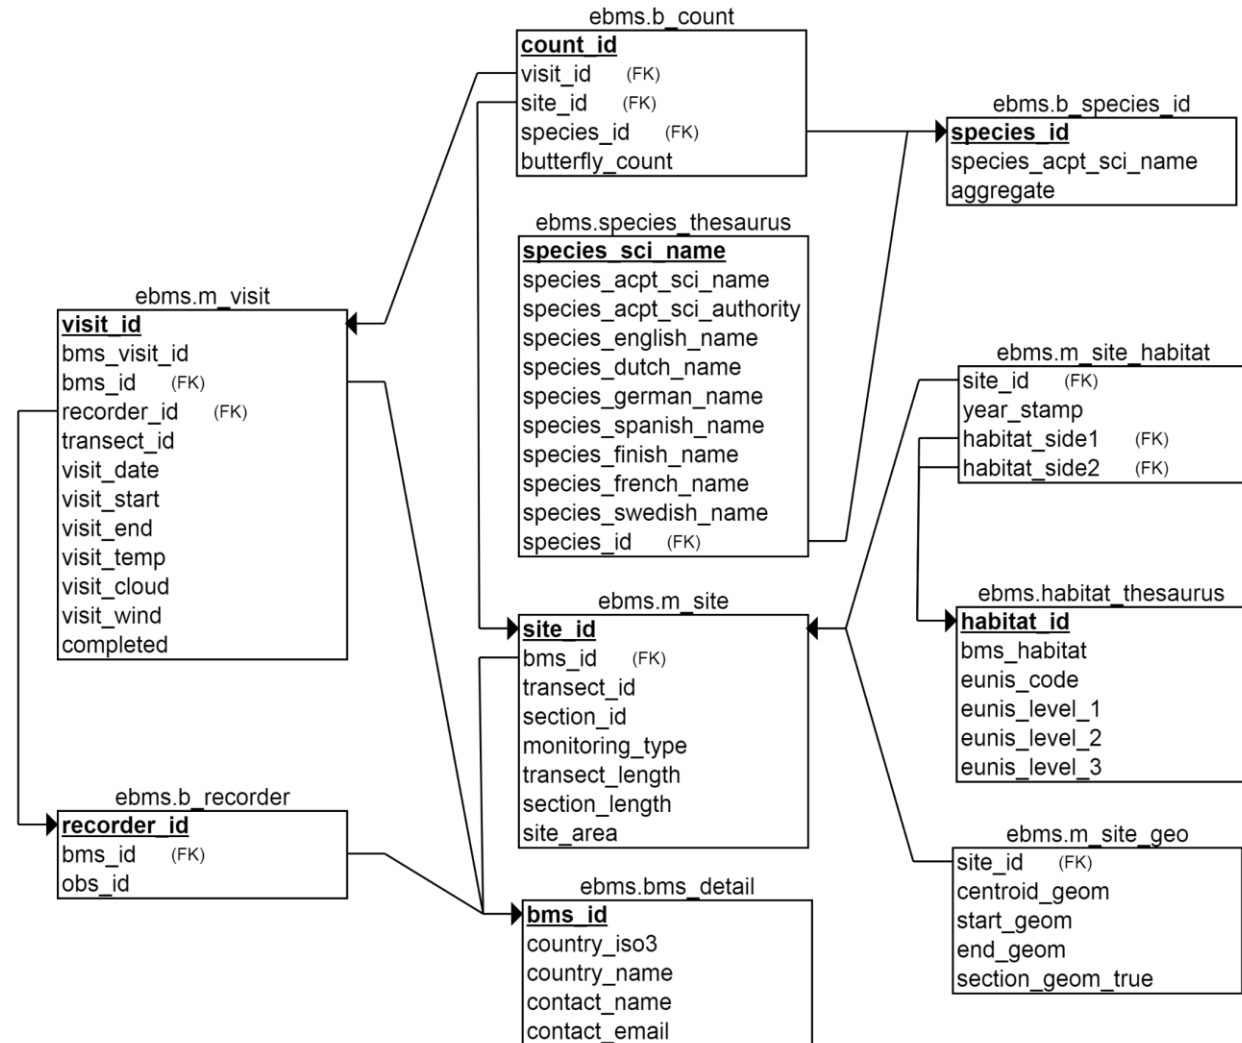 ebms.b_count
count_id
visit_id (FK)
site_id (FK)
species_id (FK)
butterfly_count
ebms.b_species_id
species_id
species_acpt_sci_name
aggregate
ebms.species_thesaurus
species_sci_name
species_acpt_sci_name
species_acpt_sci_authority
species_english_name
species_dutch_name
species_german_name
species_spanish_name
species_finish_name
species_french_name
species_swedish_name
species_id (FK)
ebms.m_visit
visit_id
bms_visit_id
bms_id (FK)
recorder_id (FK)
transect_id
visit_date
visit_start
visit_end
visit_temp
visit_cloud
visit_wind
completed
ebms.m_site_habitat
site_id (FK)
year_stamp
habitat_side1 (FK)
habitat_side2 (FK)
ebms.m_site
site_id
bms_id (FK)
transect_id
section_id
monitoring_type
transect_length
section_length
site_area
ebms.habitat_thesaurus
habitat_id
bms_habitat
eunis_code
eunis_level_1
eunis_level_2
eunis_level_3
ebms.b_recorder
recorder_id
bms_id (FK)
obs_id
ebms.m_site_geo
site_id (FK)
centroid_geom
start_geom
end_geom
section_geom_true
ebms.bms_detail
bms_id
country_iso3
country_name
contact_name
contact_email